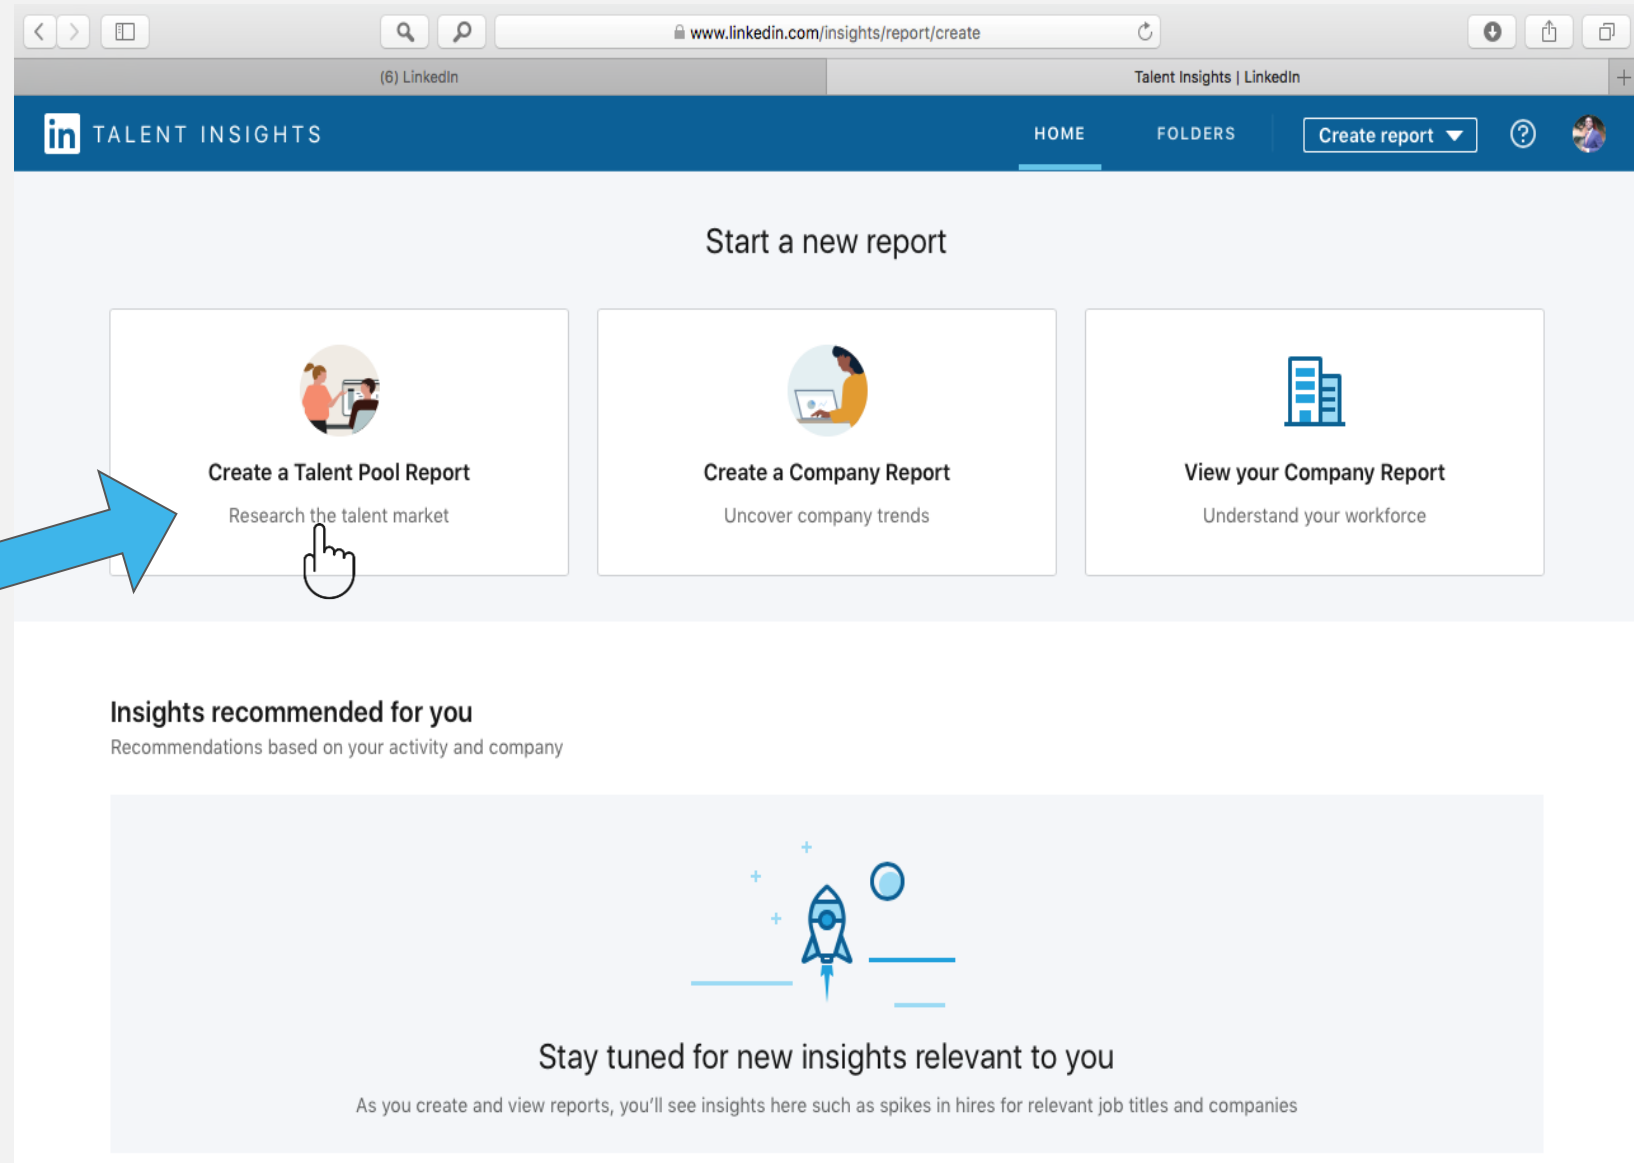 www.linkedin.com/insights/report/create
(6) LinkedIn
Talent Insights | LinkedIn
in TALENT INSIGHTS
HOME
FOLDERS
Create report
?
Start a new report
Create a Talent Pool Report
Research the talent market
Create a Company Report
Uncover company trends
View your Company Report
Understand your workforce
Insights recommended for you
Recommendations based on your activity and company
Stay tuned for new insights relevant to you
As you create and view reports, you'll see insights here such as spikes in hires for relevant job titles and companies